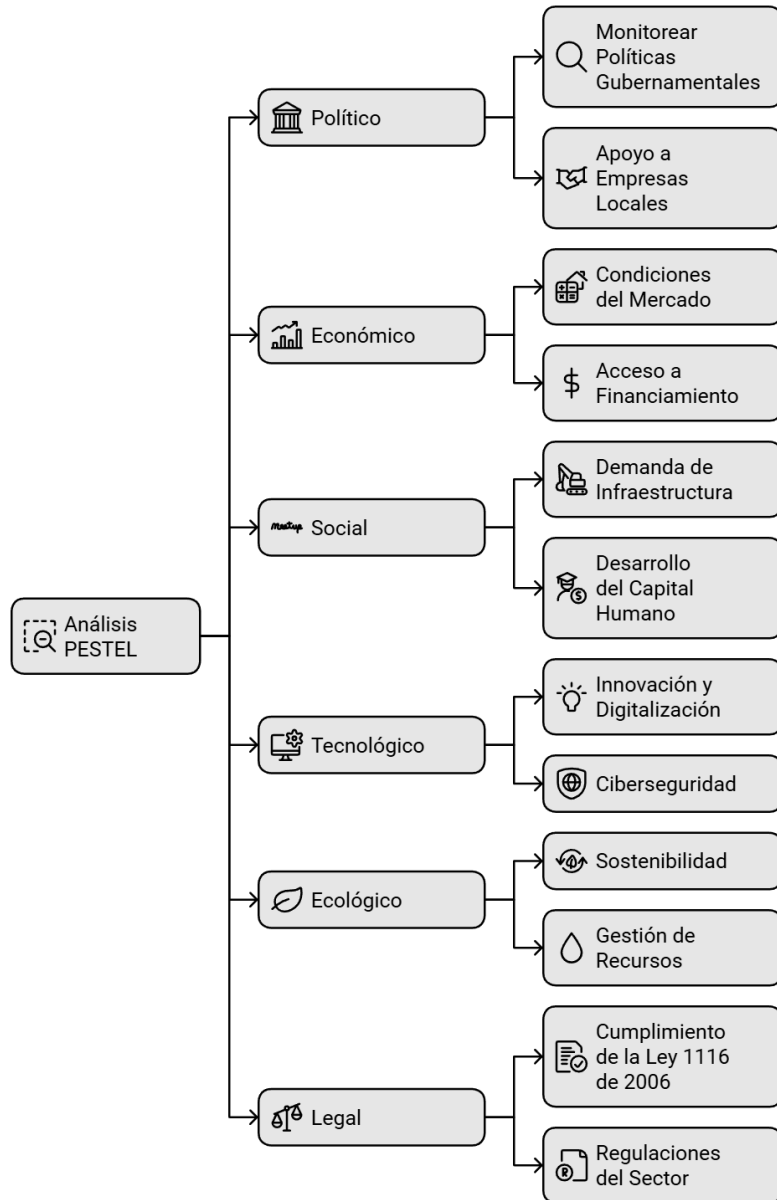 Análisis
PESTEL
Político
Monitorear
Políticas
Gubernamentales
Apoyo a
Empresas
Locales
Económico
Condiciones
del Mercado
Acceso a
Financiamiento
meetup
Social
Demanda de
Infraestructura
Desarrollo
del Capital
Humano
Tecnológico
Innovación y
Digitalización
Ciberseguridad
Ecológico
Sostenibilidad
Gestión de
Recursos
Legal
Cumplimiento
de la Ley 1116
de 2006
Regulaciones
del Sector